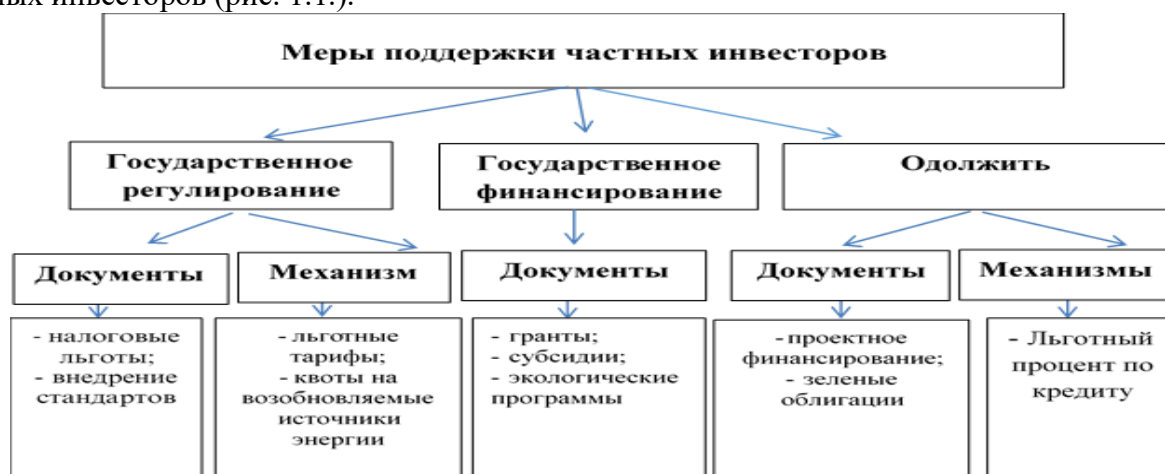 ных инвесторов (рис. 1.1.).
Меры поддержки частных инвесторов
Государственное
регулирование
Государственное
финансирование
Одолжить
Документы
Механизм
Документы
Документы
Механизмы
- налоговые
льготы;
- внедрение
стандартов
- льготные
тарифы;
- квоты на
возобновляемые
источники
энергии
- гранты;
- субсидии;
- экологические
программы
- проектное
финансирование;
- зеленые
облигации
- Льготный
процент по
кредиту